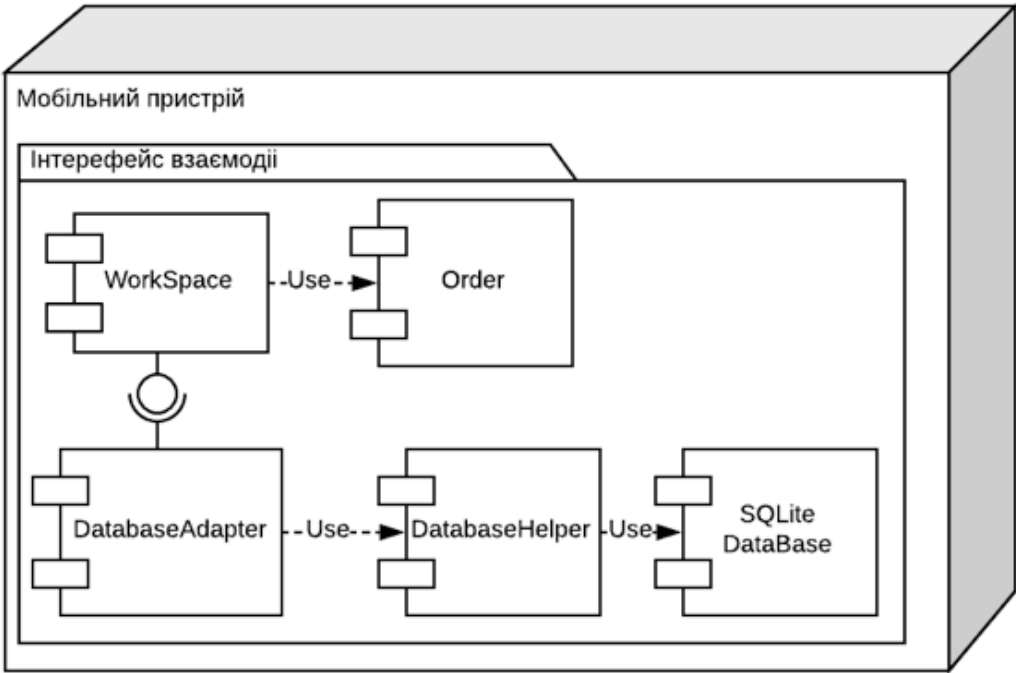 Мобільний пристрій
Інтерефейс взаємодії
WorkSpace
Use
Order
DatabaseAdapter
Use
DatabaseHelper
Use
SQLite
DataBase